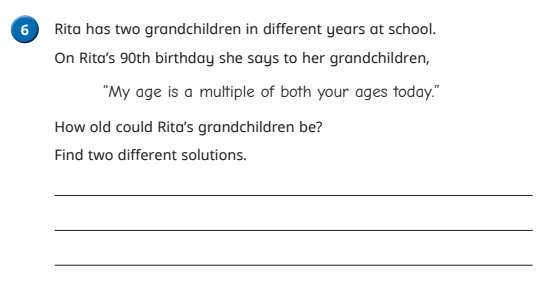 6 Rita has two grandchildren in different years at school.
On Rita's 90th birthday she says to her grandchildren,
"My age is a multiple of both your ages today."
How old could Rita's grandchildren be?
Find two different solutions.